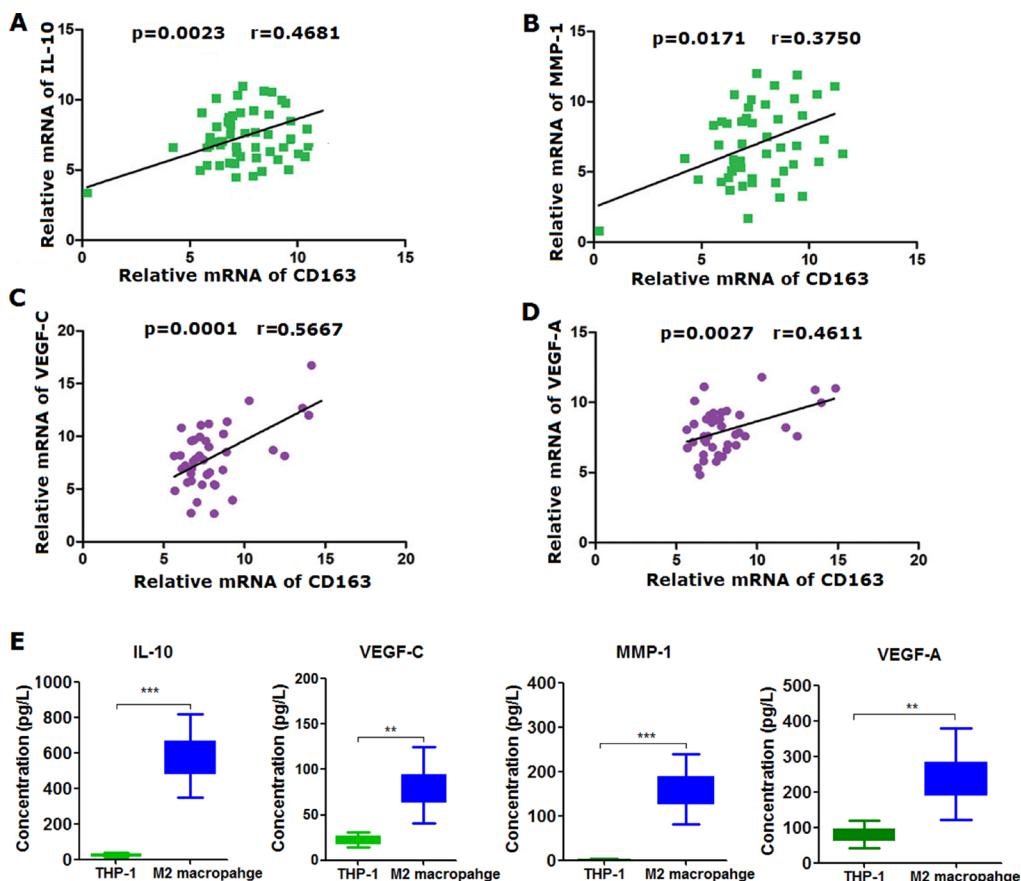 A
p=0.0023 r=0.4681
Relative mRNA of IL-10
15
10
5
0
0 5 10 15
Relative mRNA of CD163
B
p=0.0171 r=0.3750
Relative mRNA of MMP-1
15
10
5
0
0 5 10 15
Relative mRNA of CD163
C
p=0.0001 r=0.5667
Relative mRNA of VEGF-C
20
15
10
5
0
0 5 10 15 20
Relative mRNA of CD163
D
p=0.0027 r=0.4611
Relative mRNA of VEGF-A
15
10
5
0
0 5 10 15 20
Relative mRNA of CD163
E
IL-10
Concentration (pg/L)
1000
800
600
400
200
0
***
THP-1 M2 macropahge
VEGF-C
Concentration (pg/L)
200
150
100
50
0
**
THP-1 M2 macropahge
MMP-1
Concentration (pg/L)
400
300
200
100
0
***
THP-1 M2 macropahge
VEGF-A
Concentration (pg/L)
500
400
300
200
100
0
**
THP-1 M2 macropahge